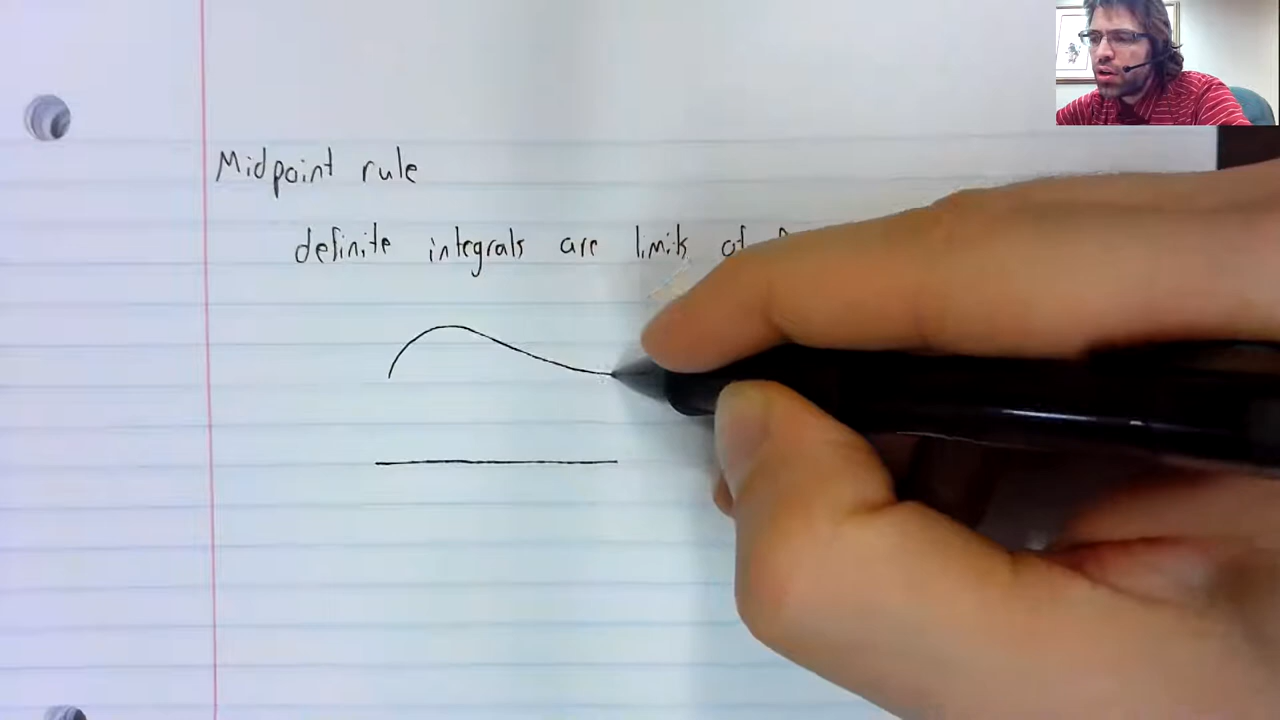 Midpoint rule
definite integrals are limits of